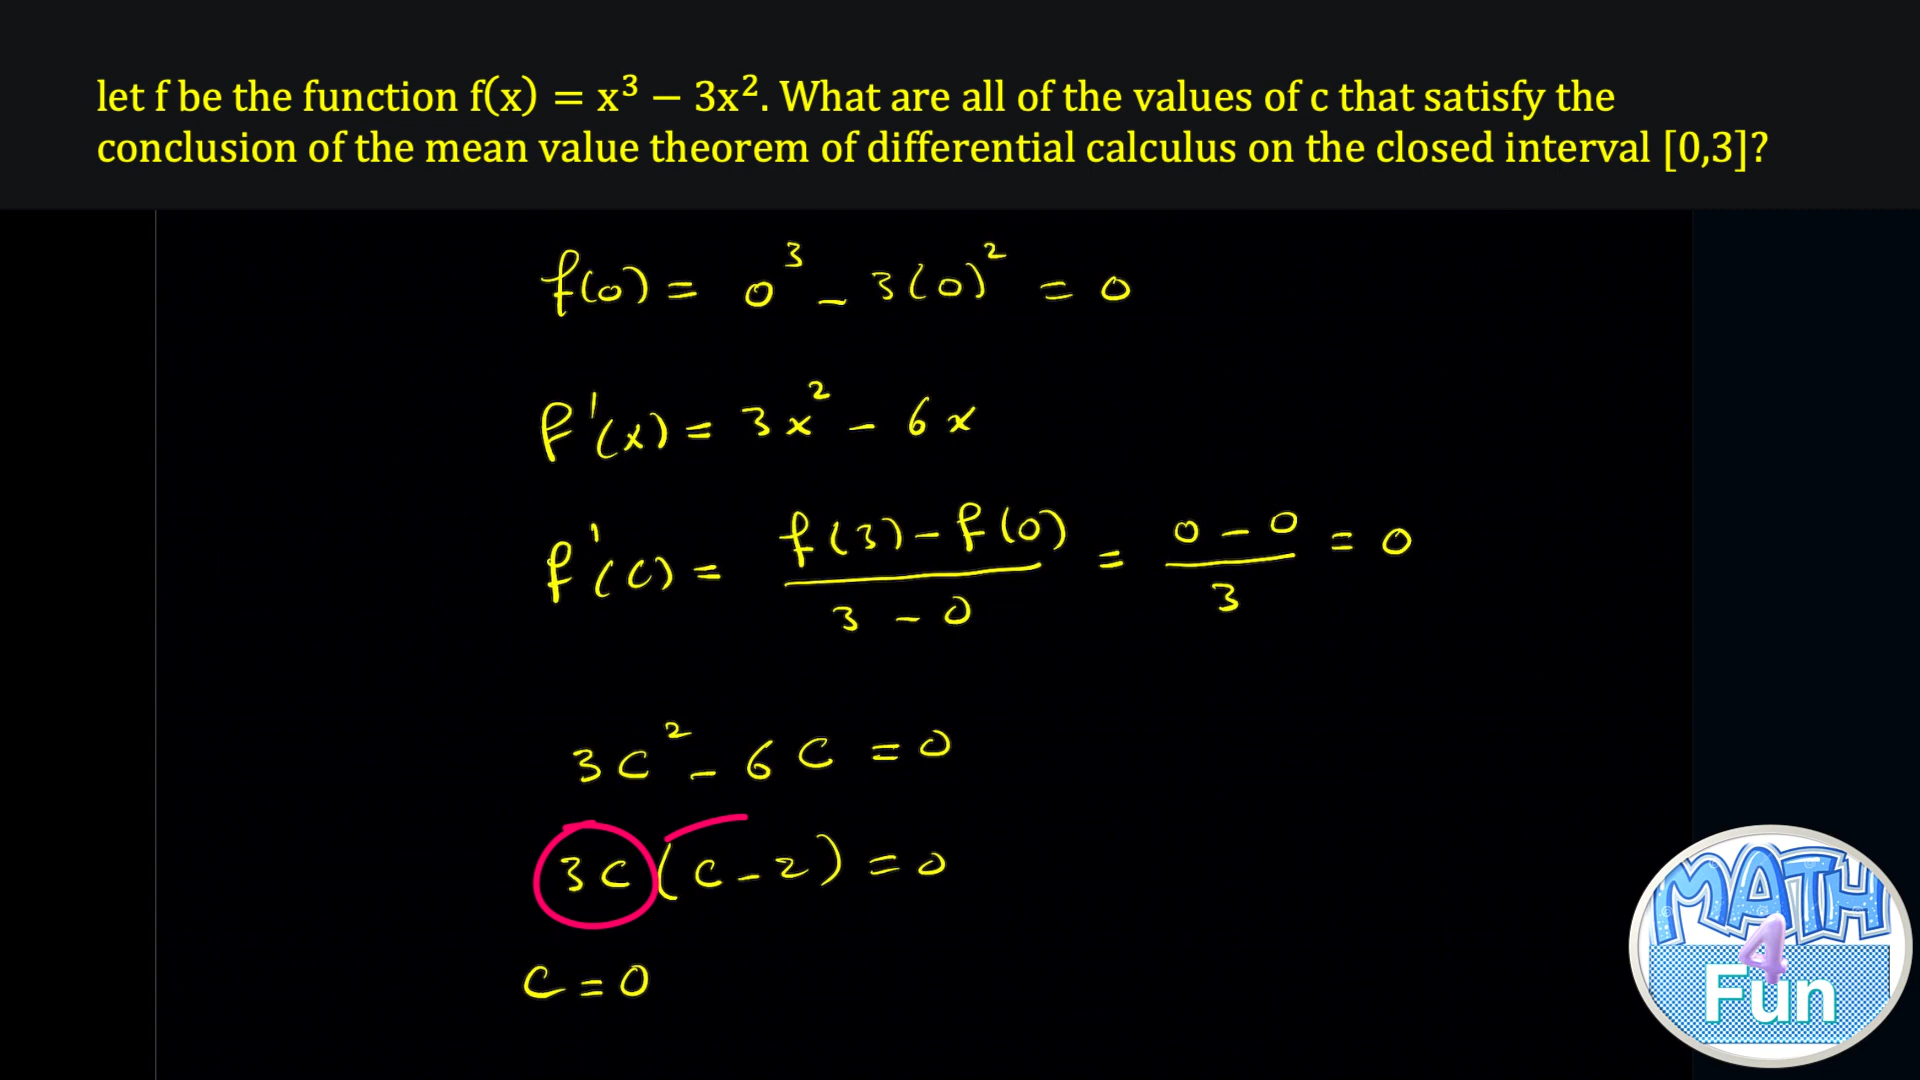 let f be the function f(x) = x³ − 3x². What are all of the values of c that satisfy the
conclusion of the mean value theorem of differential calculus on the closed interval [0,3]?
f(0) = 0³ - 3(0)² = 0
f'(x) = 3x² - 6x
f'(c) = f(3) - f(0) / 3 - 0 = 0 - 0 / 3 = 0
3c² - 6c = 0
3c(c - 2) = 0
c = 0
MATH
4
Fun